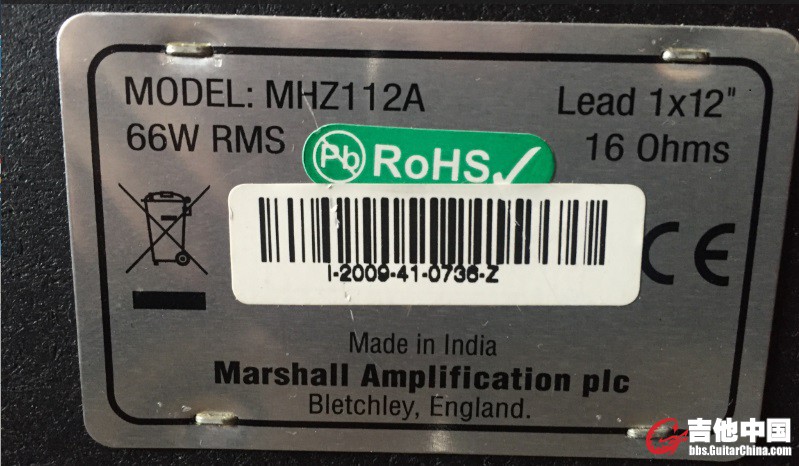 MODEL: MHZ112A
Lead 1x12"
66W RMS
16 Ohms
Pb RoHS
CE
I-2009-41-0736-Z
Made in India
Marshall Amplification plc
Bletchley, England.
吉他中国
bbs.GuitarChina.com